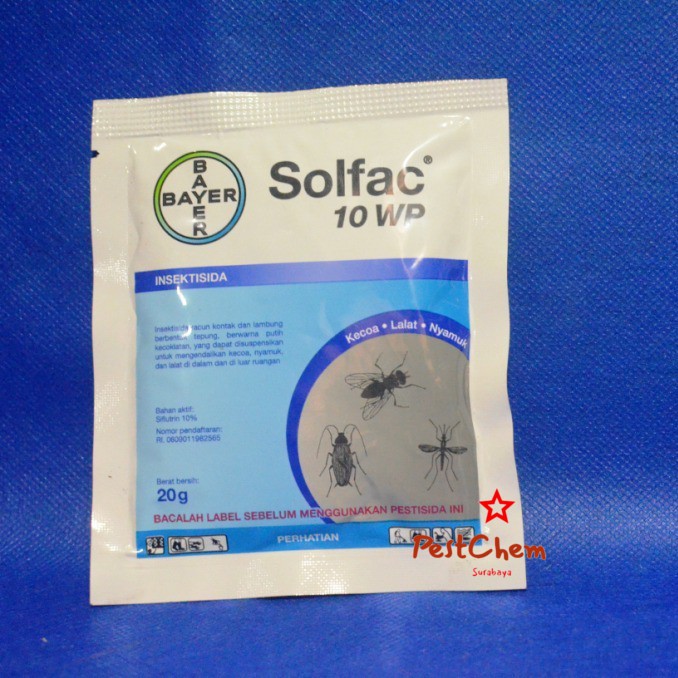 BAYER
BAYER
Solfac®
10 WP
INSEKTISIDA
Insektisida racun kontak dan lambung
berbentuk tepung, berwarna putih
kecoklatan, yang dapat disuspensikan
untuk mengendalikan kecoa, nyamuk,
dan lalat di dalam dan di luar ruangan
Kecoa • Lalat • Nyamuk
Bahan aktif:
Siflutrin 10%
Nomor pendaftaran:
Berat bersih:
20 g
BACALAH LABEL SEBELUM MENGGUNAKAN PESTISIDA INI
PERHATIAN
PestChem
Surabaya